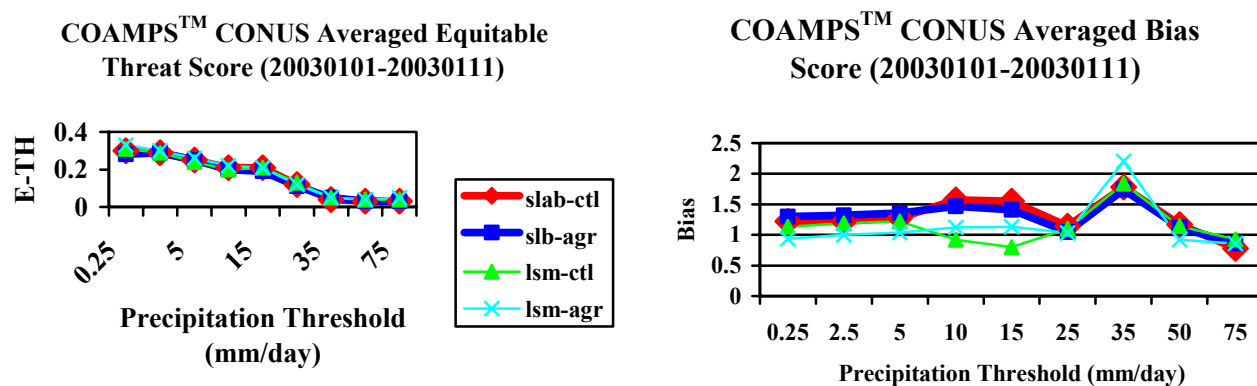 COAMPS™ CONUS Averaged Equitable
Threat Score (20030101-20030111)
E-TH
0.4
0.2
0
0.25
5
15
35
75
Precipitation Threshold
(mm/day)
slab-ctl
slb-agr
lsm-ctl
lsm-agr
COAMPS™ CONUS Averaged Bias
Score (20030101-20030111)
Bias
2.5
2
1.5
1
0.5
0
0.25 2.5 5 10 15 25 35 50 75
Precipitation Threshold (mm/day)